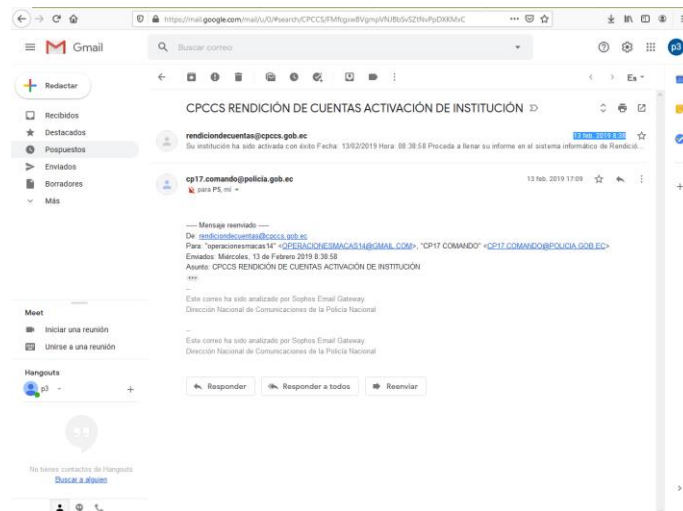 https://mail.google.com/mail/u/0/#search/CPCCS/FMfcgxwBVgmpVNJBbSvSZtNvPpDXKMxC
Gmail
Buscar correo
p3
Redactar
Es
Recibidos
Destacados
Pospuestos
Enviados
Borradores
Más
CPCCS RENDICIÓN DE CUENTAS ACTIVACIÓN DE INSTITUCIÓN
rendiciondecuentas@cpccs.gob.ec
13 feb. 2019 8:38
Su institución ha sido activada con éxito Fecha: 13/02/2019 Hora: 08:38:58 Proceda a llenar su informe en el sistema informático de Rendició...
cp17.comando@policia.gob.ec
13 feb. 2019 17:09
para P5, mí
----- Mensaje reenviado -----
De: rendiciondecuentas@cpccs.gob.ec
Para: "operacionesmacas14" <OPERACIONESMACAS14@GMAIL.COM>, "CP17 COMANDO" <CP17.COMANDO@POLICIA.GOB.EC>
Enviados: Miércoles, 13 de Febrero 2019 8:38:58
Asunto: CPCCS RENDICIÓN DE CUENTAS ACTIVACIÓN DE INSTITUCIÓN
...
--
Este correo ha sido analizado por Sophos Email Gateway.
Dirección Nacional de Comunicaciones de la Policía Nacional
--
Este correo ha sido analizado por Sophos Email Gateway.
Dirección Nacional de Comunicaciones de la Policía Nacional
Responder
Responder a todos
Reenviar
Meet
Iniciar una reunión
Unirse a una reunión
Hangouts
p3
No tienes contactos de Hangouts
Buscar a alguien